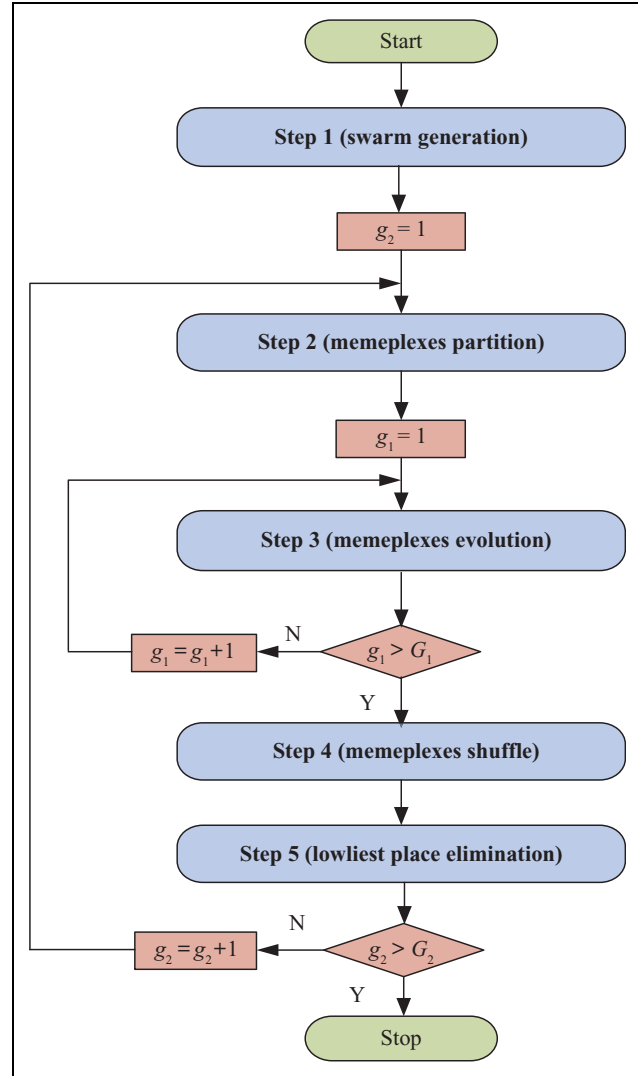 Start
Step 1 (swarm generation)
g₂ = 1
Step 2 (memeplexes partition)
g₁ = 1
Step 3 (memeplexes evolution)
N
g₁ = g₁+1
g₁ > G₁
Y
Step 4 (memeplexes shuffle)
Step 5 (lowliest place elimination)
N
g₂ = g₂+1
g₂ > G₂
Y
Stop